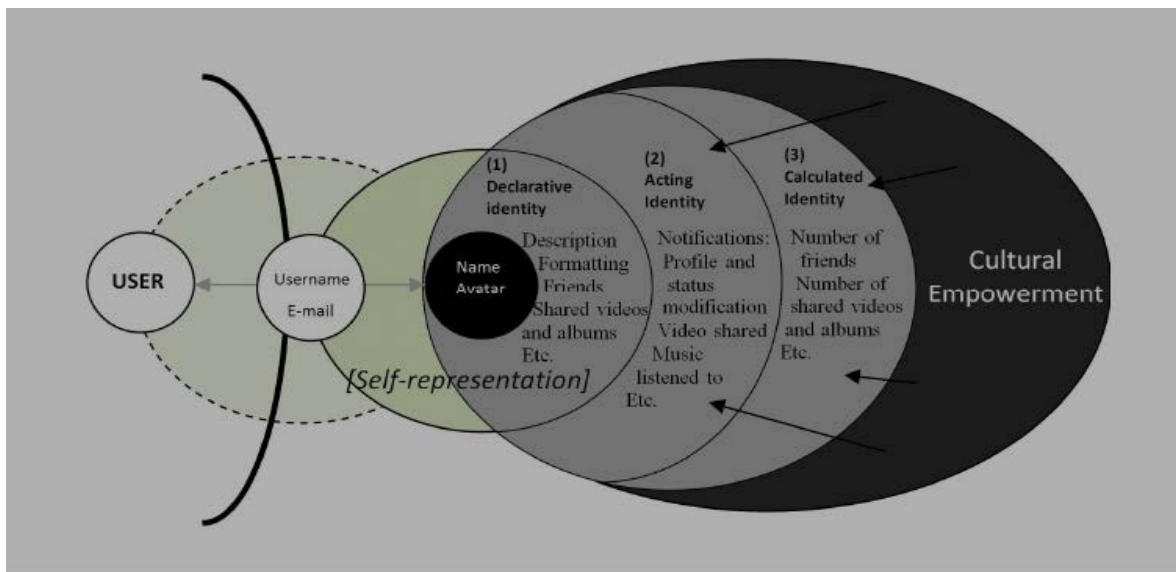 USER
Username
E-mail
Name
Avatar
[Self-representation]
(1)
Declarative
identity
Description
Formatting
Friends
Shared videos
and albums
Etc.
(2)
Acting
Identity
Notifications:
Profile and
status
modification
Video shared
Music
listened to
Etc.
(3)
Calculated
Identity
Number of
friends
Number of
shared videos
and albums
Etc.
Cultural
Empowerment